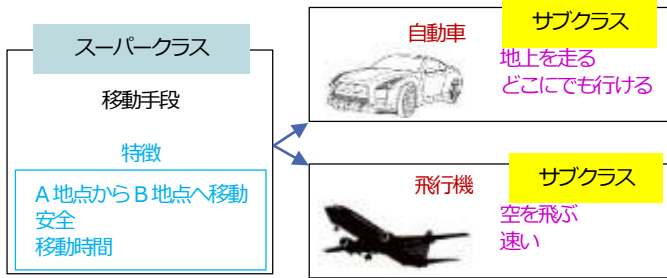 スーパークラス
移動手段
特徴
A地点からB地点へ移動
安全
移動時間
サブクラス
自動車
地上を走る
どこにでも行ける
サブクラス
飛行機
空を飛ぶ
速い